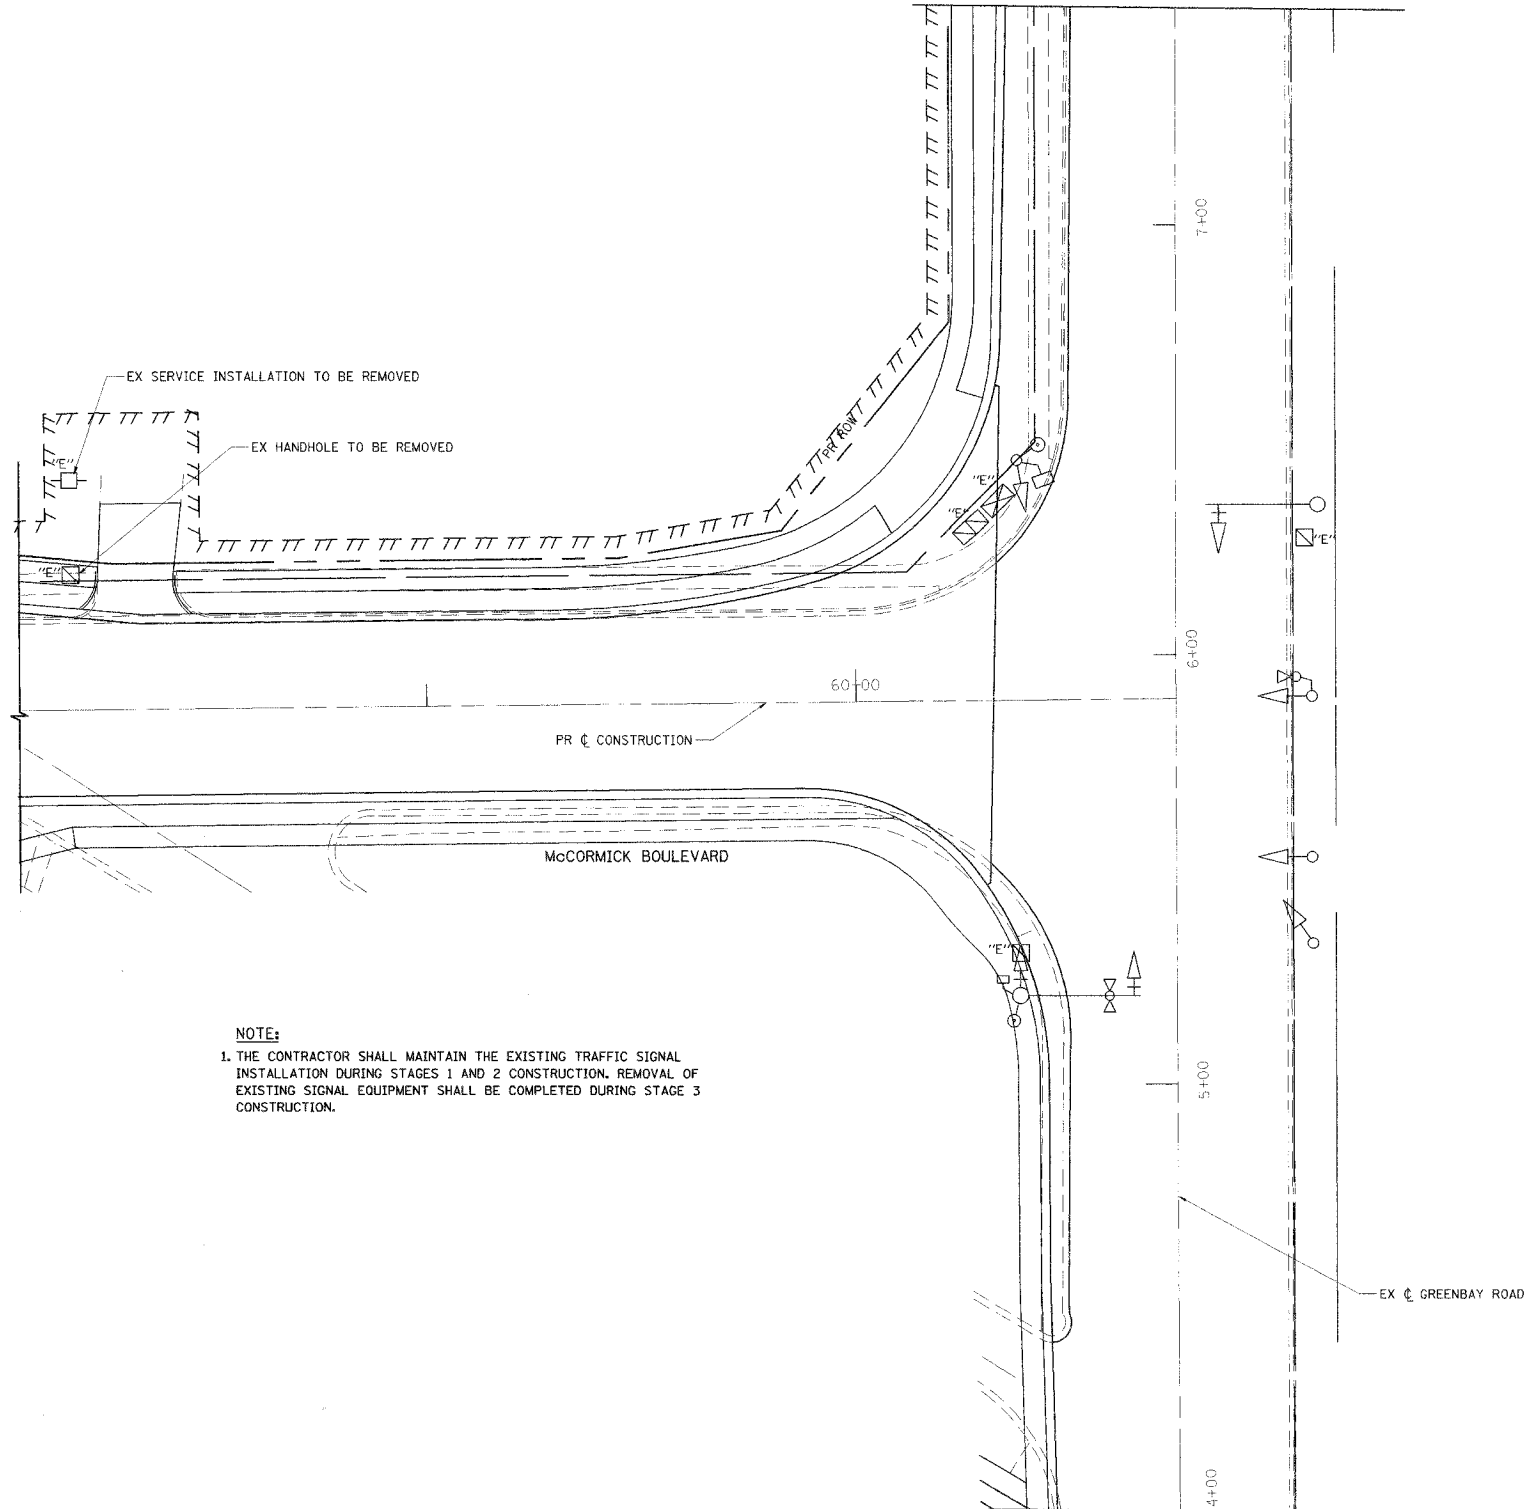 7+00
EX SERVICE INSTALLATION TO BE REMOVED
EX HANDHOLE TO BE REMOVED
PR ROW
"E"
"E"
"E"
"E"
"E"
6+00
60+00
PR ℄ CONSTRUCTION
McCORMICK BOULEVARD
"E"
NOTE:
1. THE CONTRACTOR SHALL MAINTAIN THE EXISTING TRAFFIC SIGNAL
INSTALLATION DURING STAGES 1 AND 2 CONSTRUCTION. REMOVAL OF
EXISTING SIGNAL EQUIPMENT SHALL BE COMPLETED DURING STAGE 3
CONSTRUCTION.
5+00
EX ℄ GREENBAY ROAD
4+00